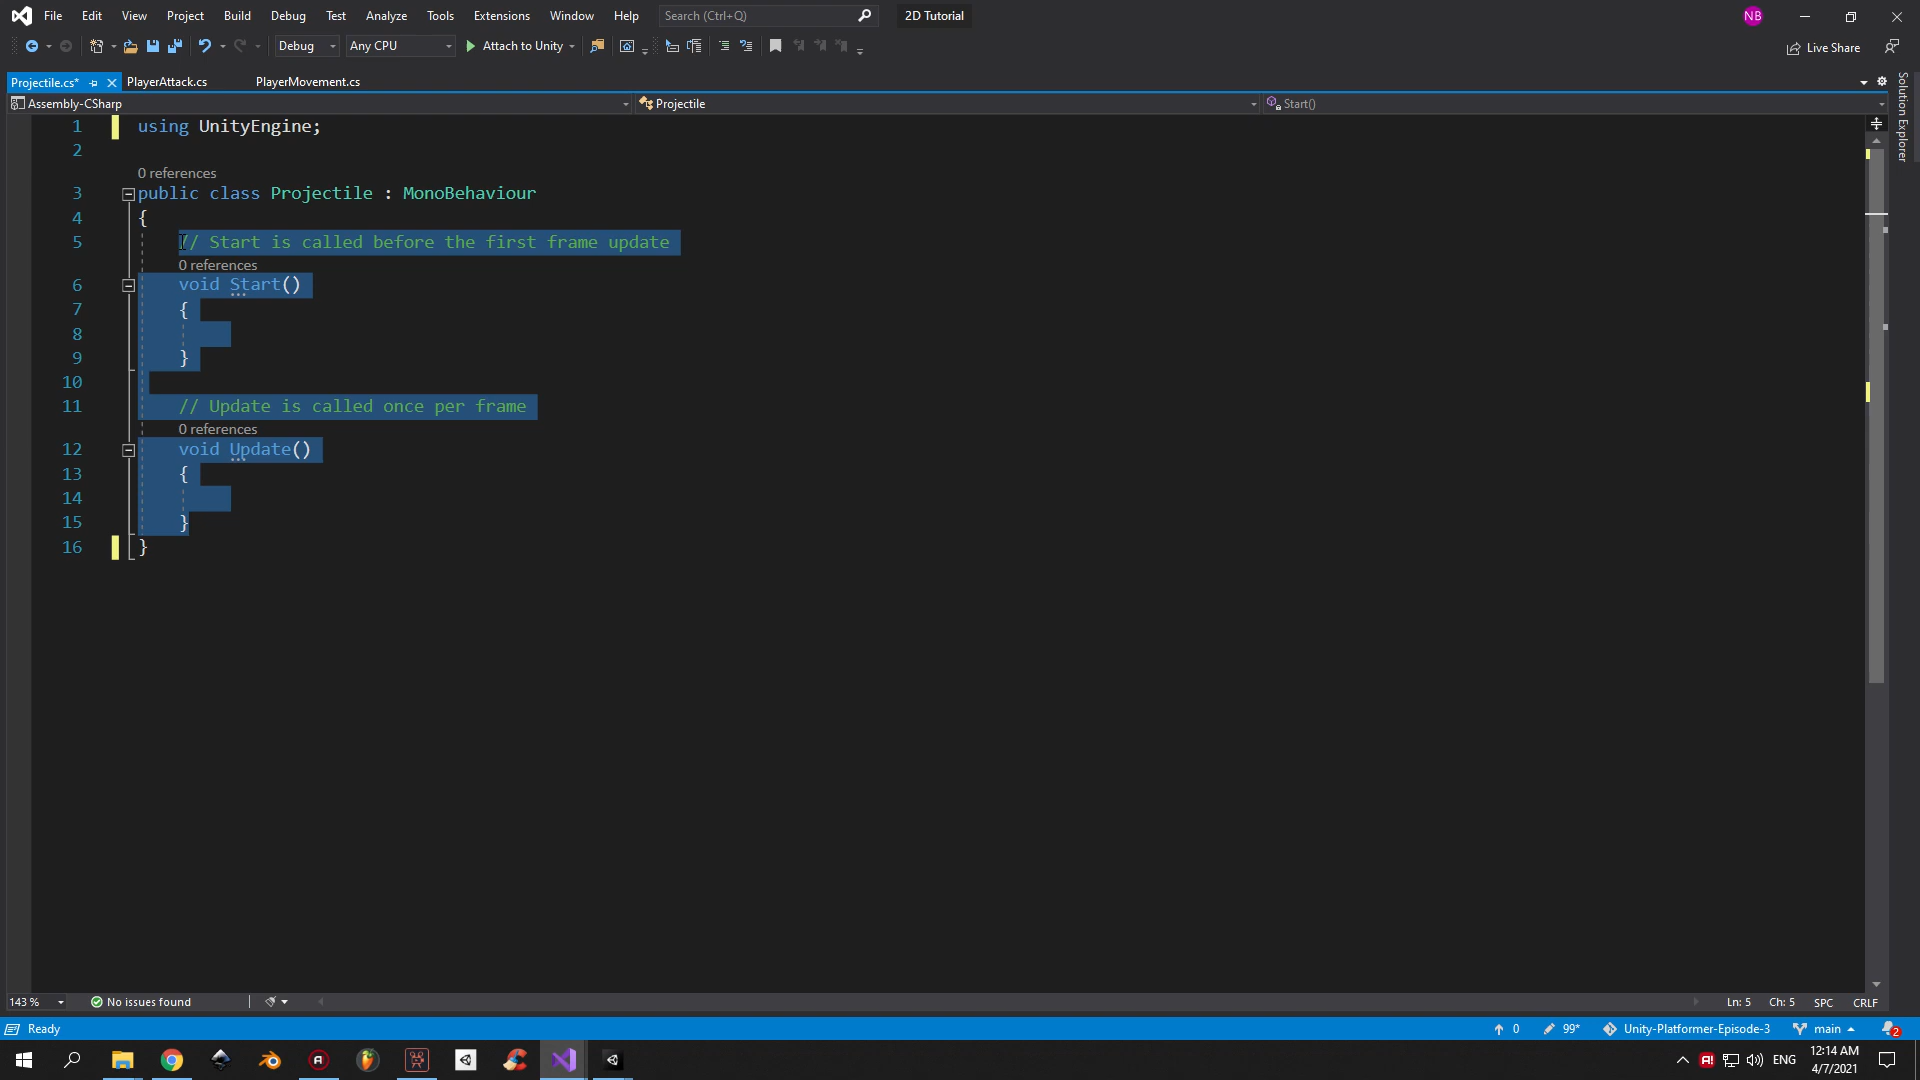 File Edit View Project Build Debug Test Analyze Tools Extensions Window Help Search (Ctrl+Q) 2D Tutorial NB
Debug Any CPU Attach to Unity Live Share
Projectile.cs* PlayerAttack.cs PlayerMovement.cs
Assembly-CSharp Projectile Start()
Solution Explorer
1 using UnityEngine;
2
0 references
3 public class Projectile : MonoBehaviour
4 {
5 // Start is called before the first frame update
0 references
6 void Start()
7 {
8
9 }
10
11 // Update is called once per frame
0 references
12 void Update()
13 {
14
15 }
16 }
143 % No issues found Ln: 5 Ch: 5 SPC CRLF
Ready 0 99* Unity-Platformer-Episode-3 main 2
ENG 12:14 AM
4/7/2021